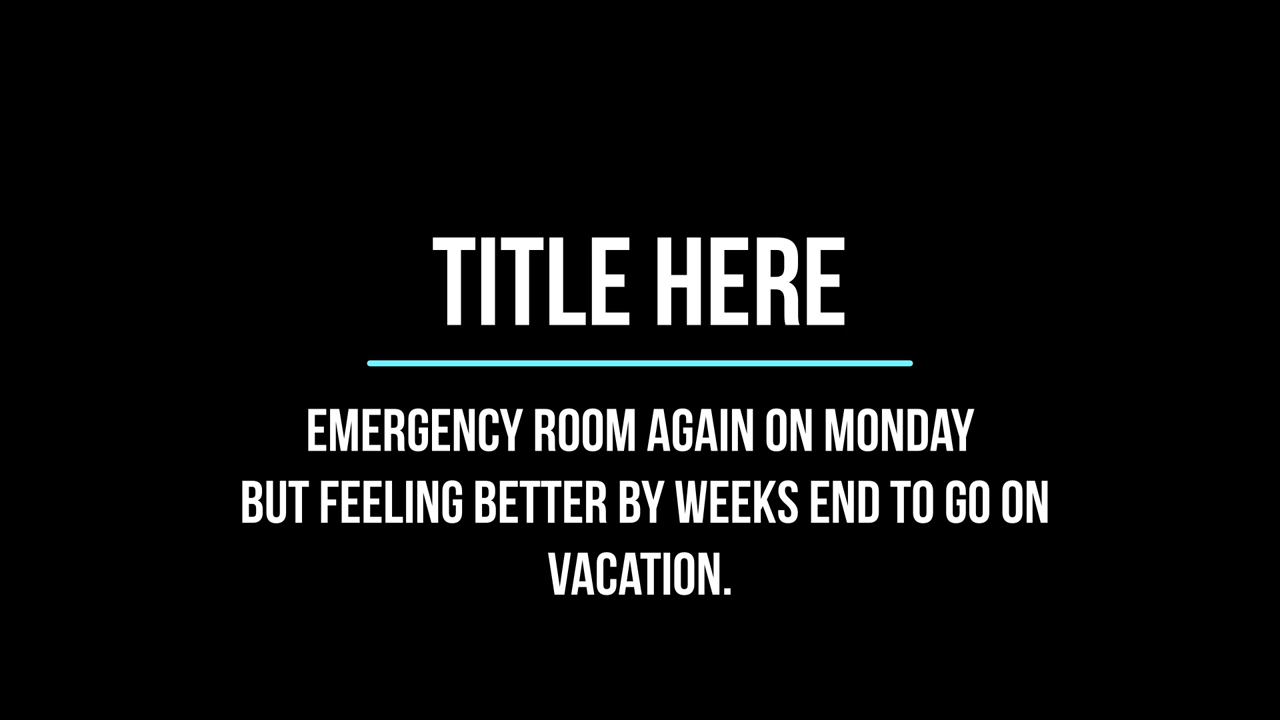 TITLE HERE
EMERGENCY ROOM AGAIN ON MONDAY
BUT FEELING BETTER BY WEEKS END TO GO ON
VACATION.